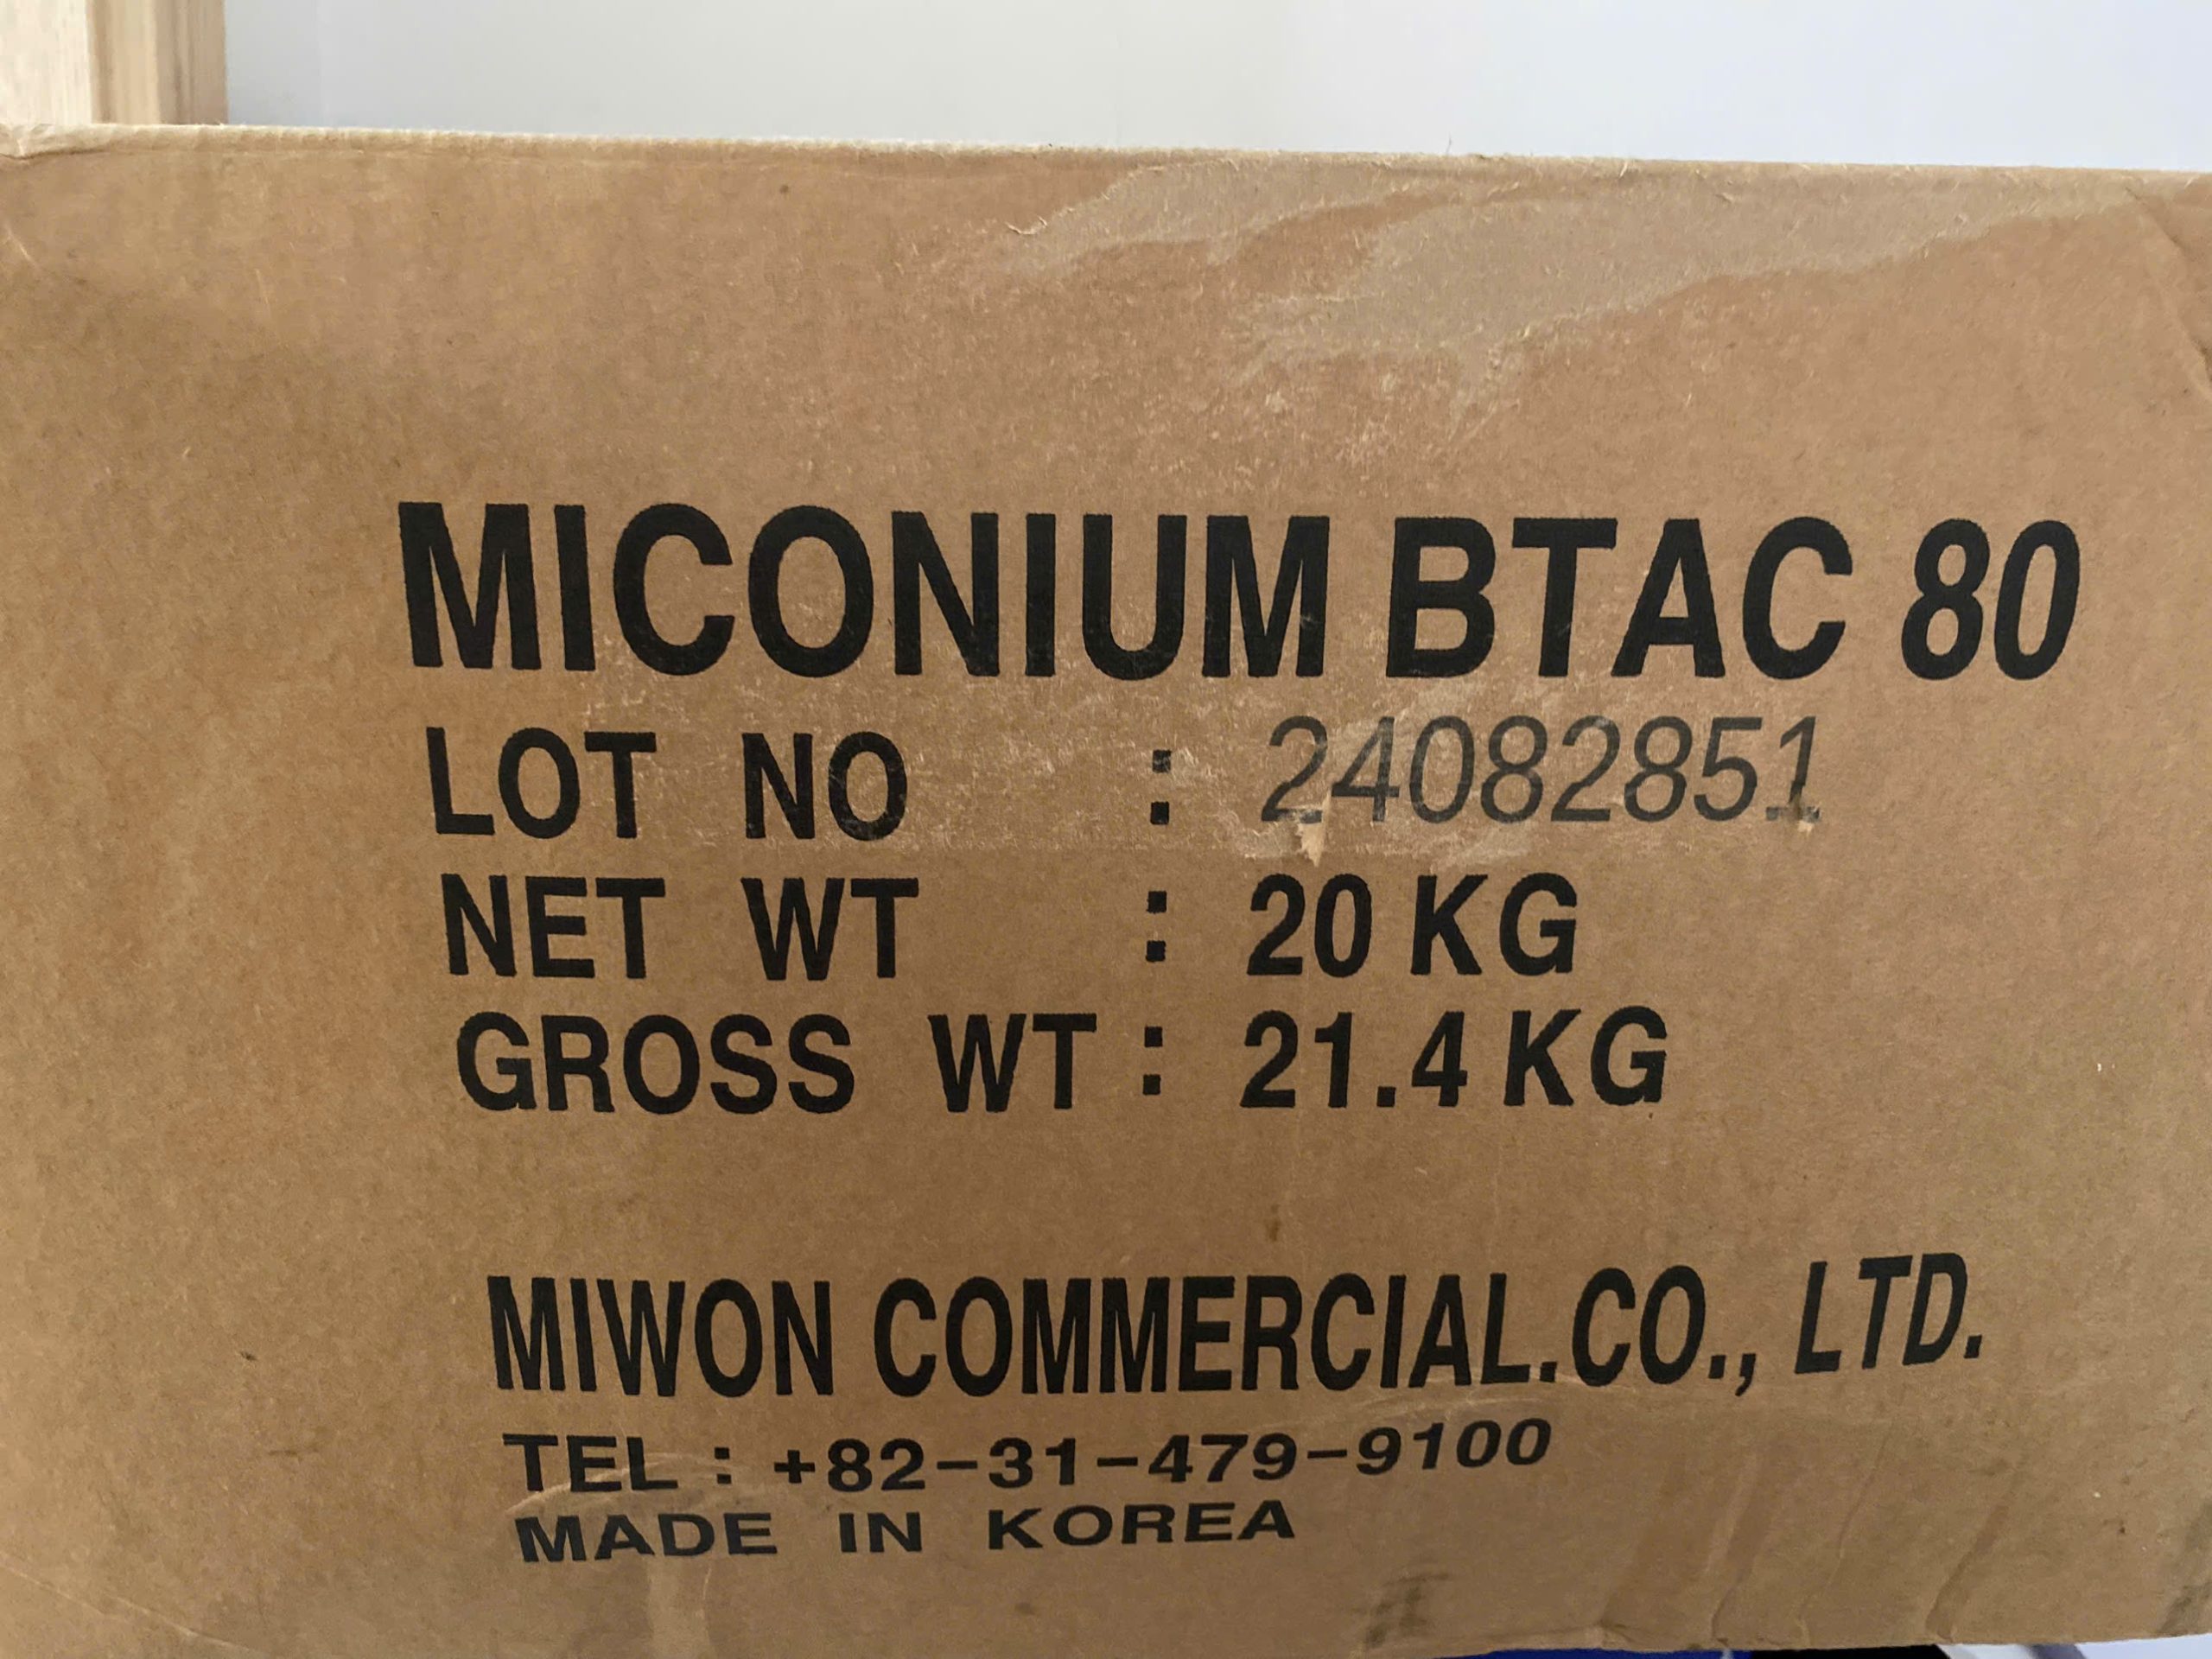 MICONIUM BTAC 80
LOT NO : 24082851
NET WT : 20 KG
GROSS WT : 21.4 KG
MIWON COMMERCIAL.CO., LTD.
TEL : +82-31-479-9100
MADE IN KOREA